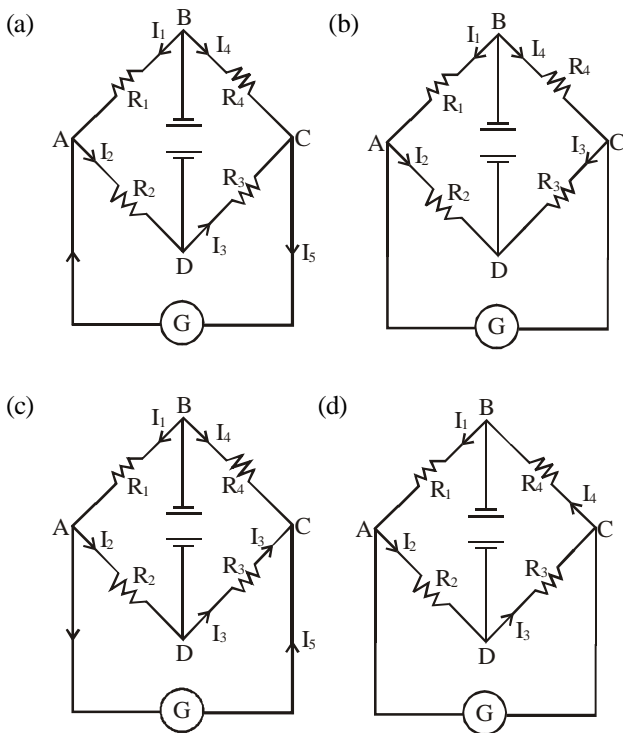 (a)
B
I₁ I₄
R₁ R₄
A C
I₂
R₂ R₃
I₃
D
I₅
G
(b)
B
I₁ I₄
R₁ R₄
A C
I₂ I₃
R₂ R₃
D
G
(c)
B
I₁ I₄
R₁ R₄
A C
I₂ I₃
R₂ R₃
I₃
D
I₅
G
(d)
B
I₁
R₁ R₄
I₄
A C
I₂
R₂ R₃
I₃
D
G